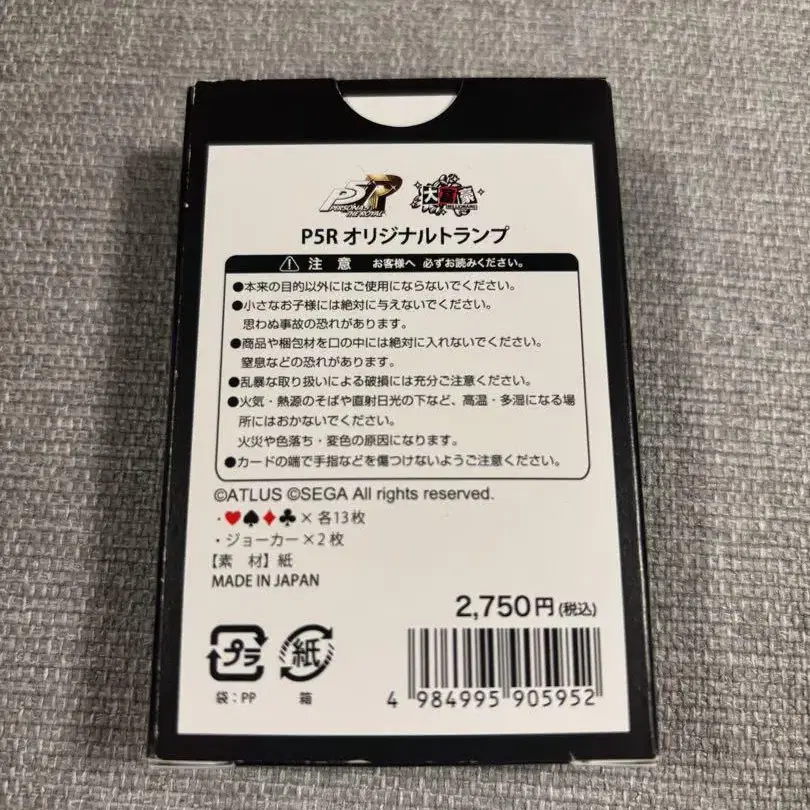 P5R
PERSONA5
THE ROYAL
大富豪
MILLIONAIRE
P5R オリジナルトランプ
注 意 お客様へ 必ずお読みください。
●本来の目的以外にはご使用にならないでください。
●小さなお子様には絶対に与えないでください。
思わぬ事故の恐れがあります。
●商品や梱包材を口の中には絶対に入れないでください。
窒息などの恐れがあります。
●乱暴な取り扱いによる破損には充分ご注意ください。
●火気・熱源のそばや直射日光の下など、高温・多湿になる場
所にはおかないでください。
火災や色落ち・変色の原因になります。
●カードの端で手指などを傷つけないようご注意ください。
©ATLUS ©SEGA All rights reserved.
・♥♠♦♣×各13枚
・ジョーカー×2枚
【素 材】紙
MADE IN JAPAN
2,750円(税込)
プラ
紙
袋：PP
箱
4 984995 905952